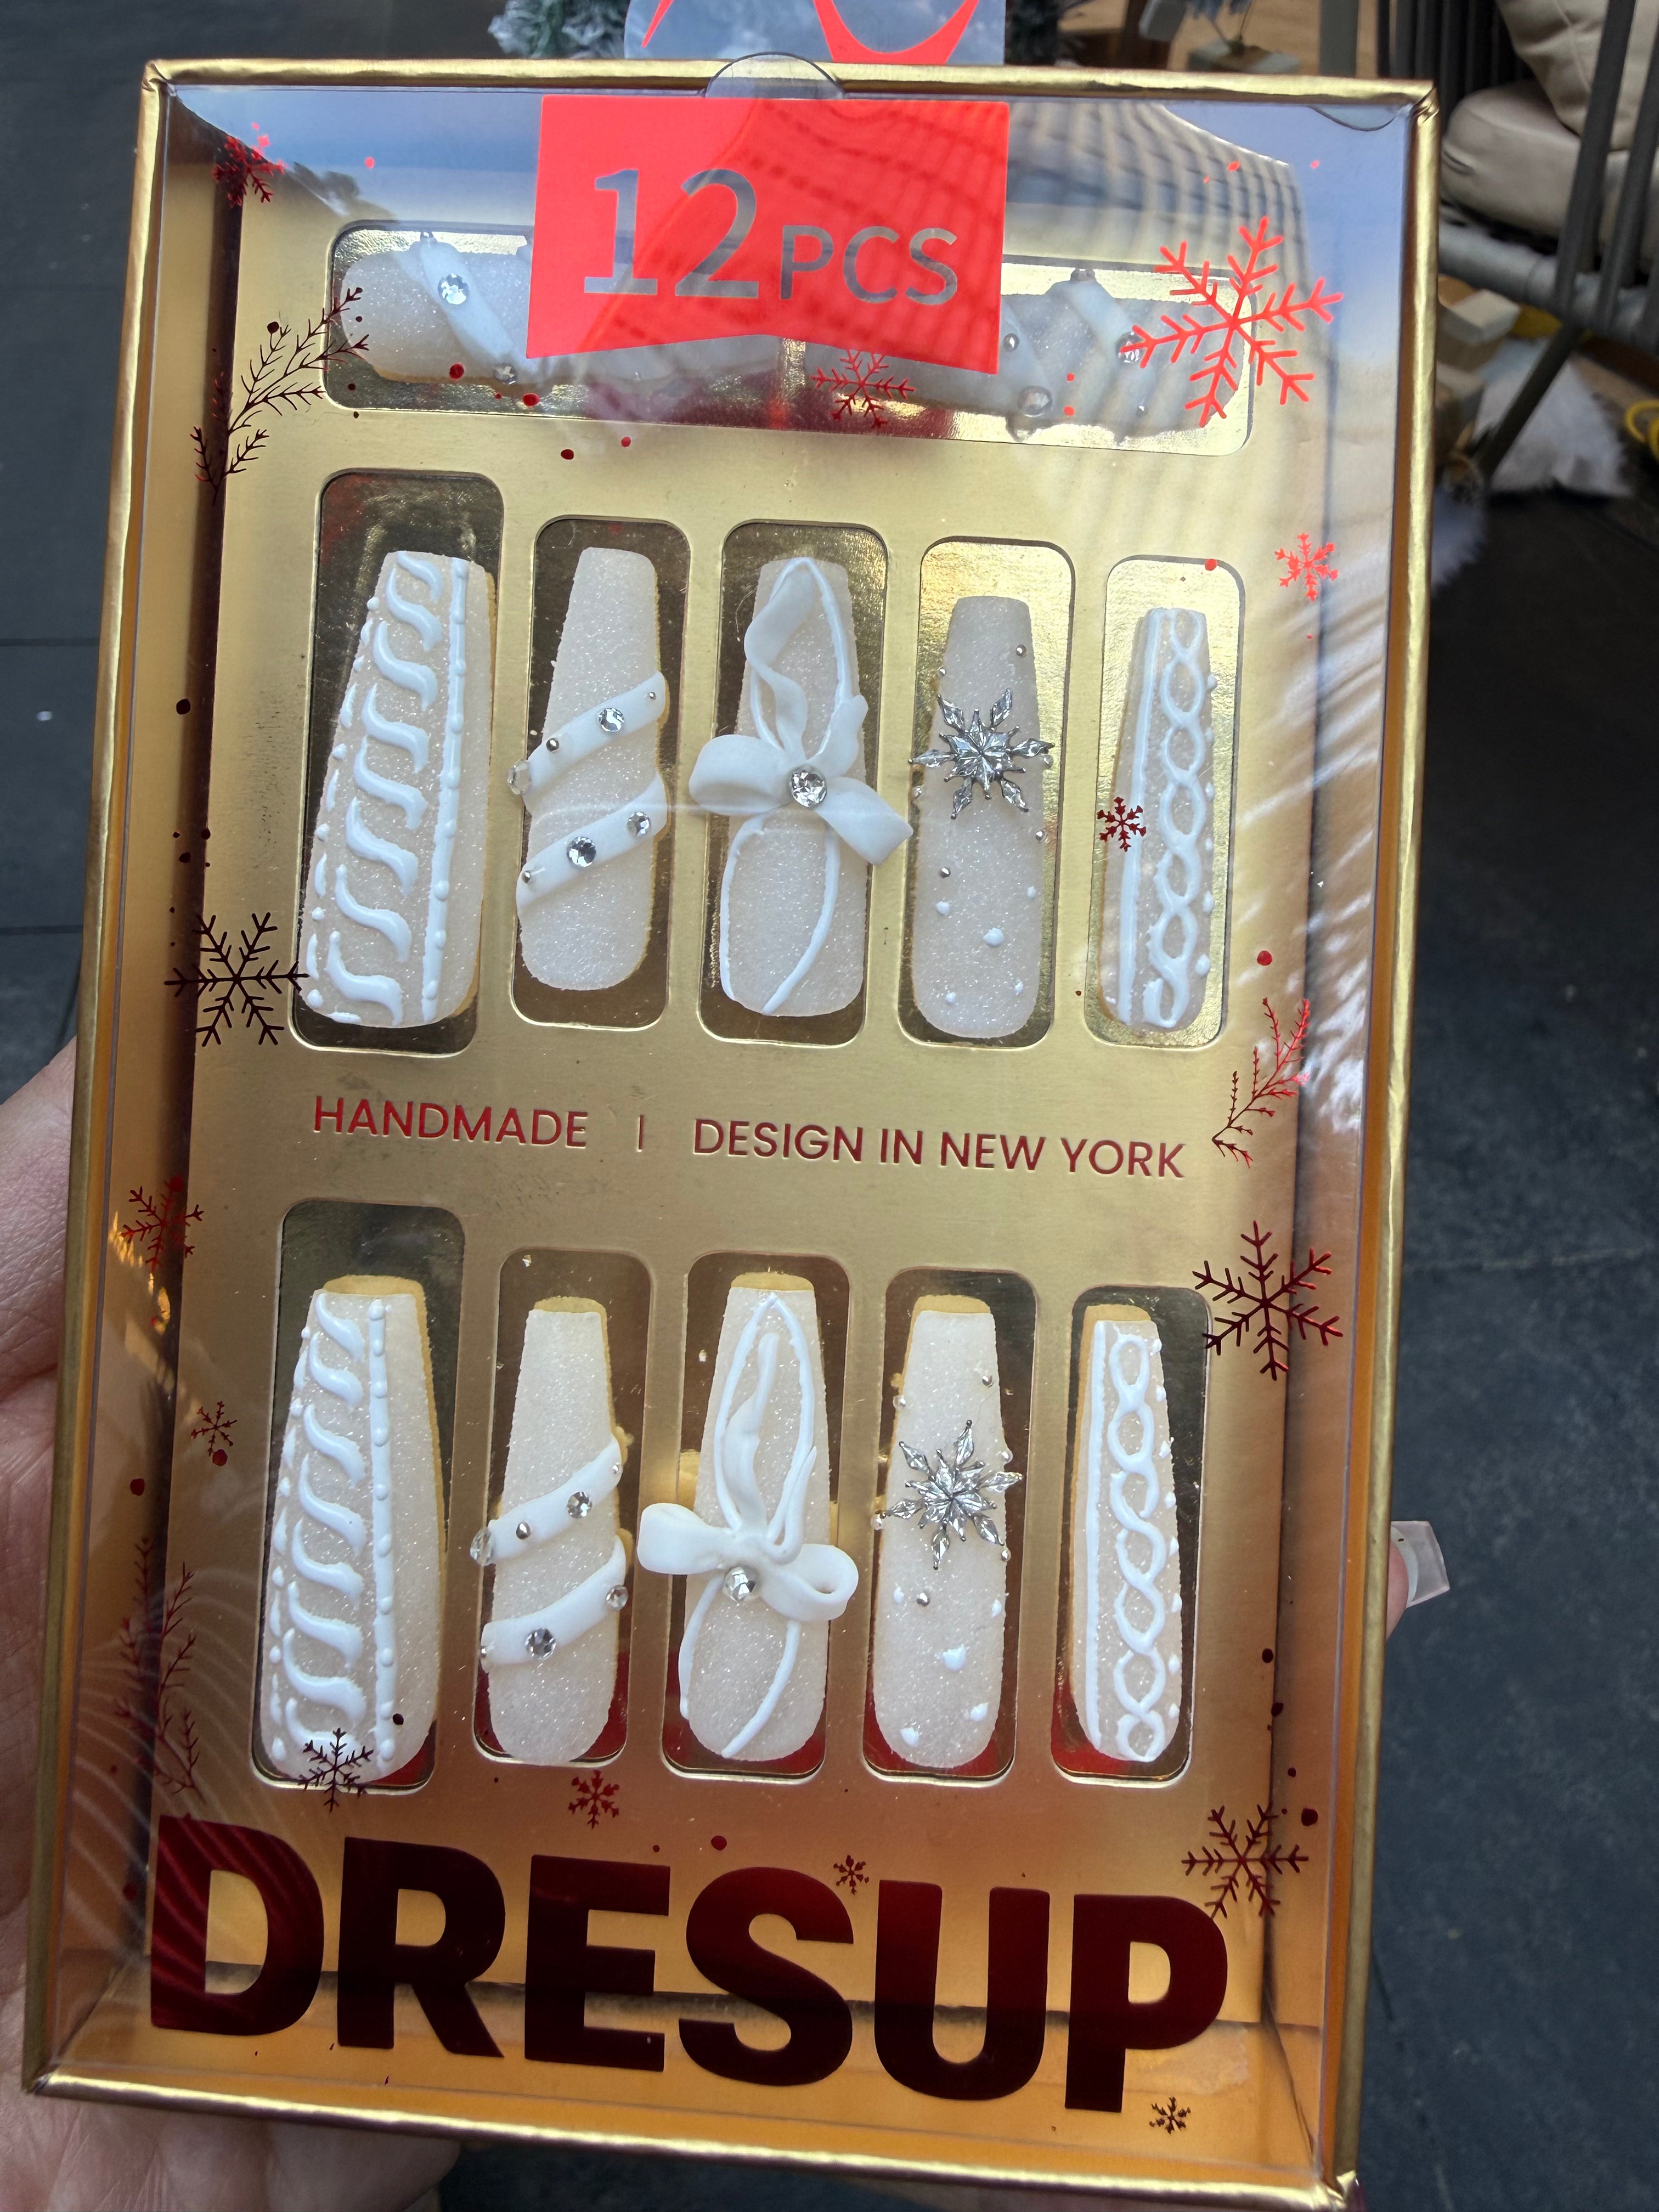 12PCS
HANDMADE | DESIGN IN NEW YORK
DRESUP